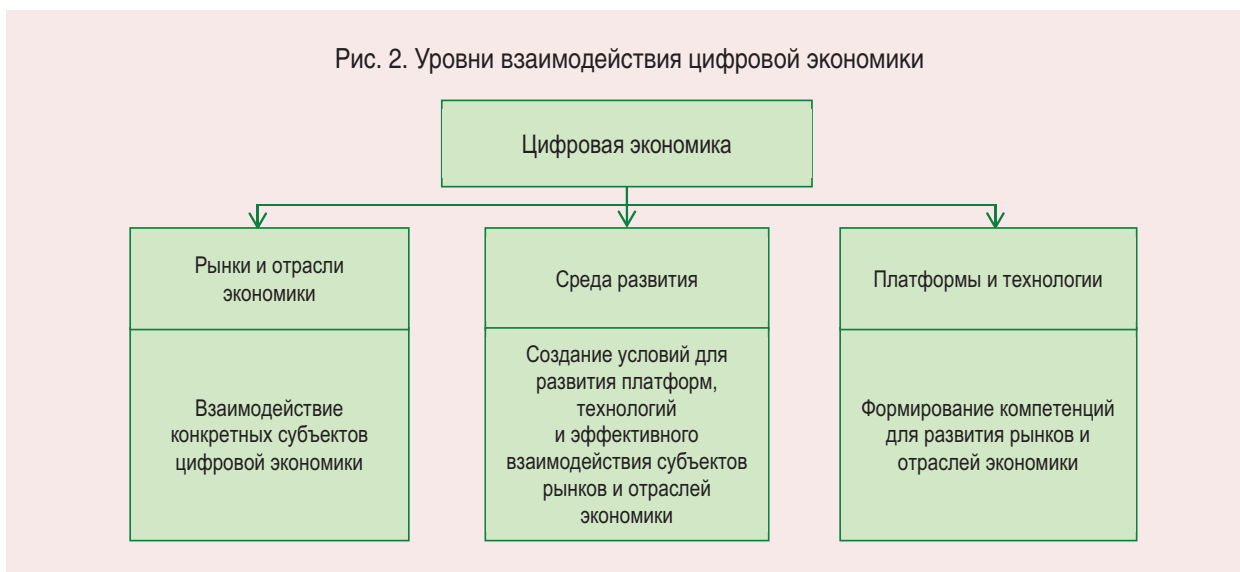 Рис. 2. Уровни взаимодействия цифровой экономики
Цифровая экономика
Рынки и отрасли
экономики
Взаимодействие
конкретных субъектов
цифровой экономики
Среда развития
Создание условий для
развития платформ,
технологий
и эффективного
взаимодействия субъектов
рынков и отраслей
экономики
Платформы и технологии
Формирование компетенций
для развития рынков и
отраслей экономики